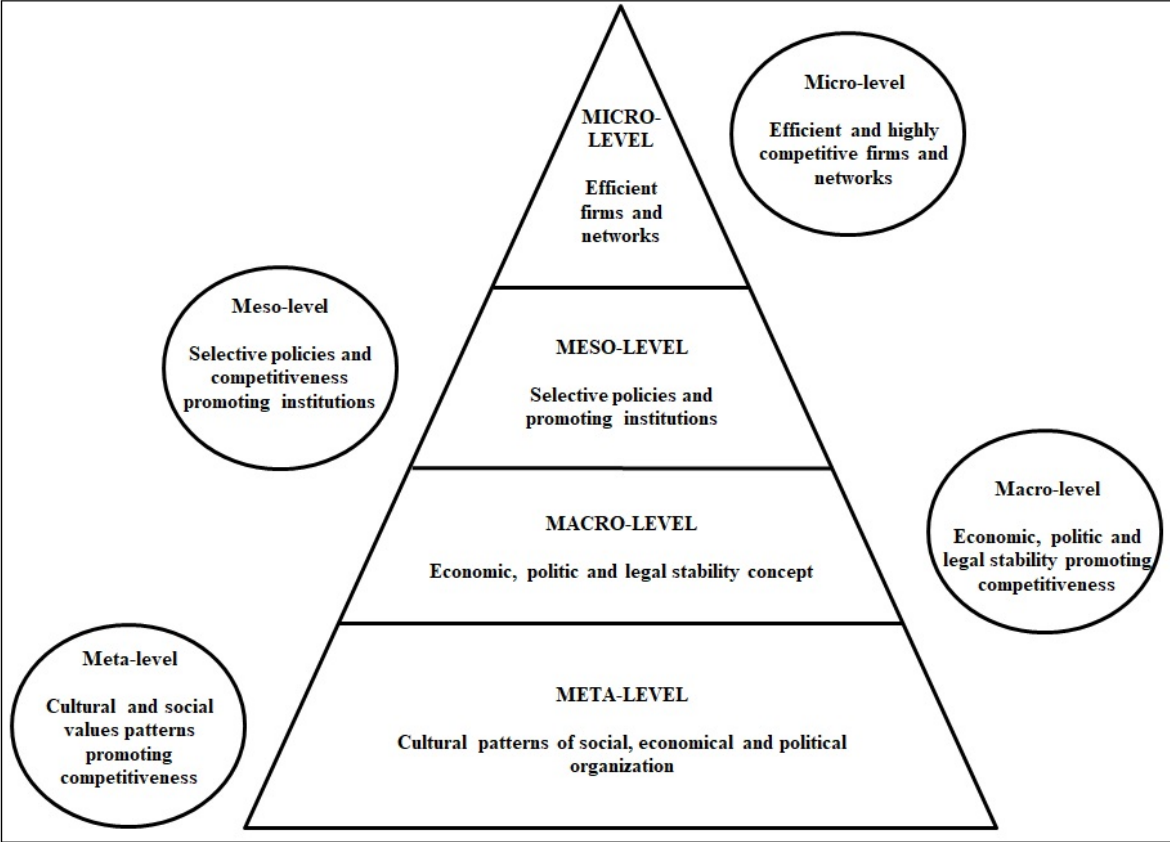 MICRO-
LEVEL
Efficient
firms and
networks
Micro-level
Efficient and highly
competitive firms and
networks
Meso-level
Selective policies and
competitiveness
promoting institutions
MESO-LEVEL
Selective policies and
promoting institutions
MACRO-LEVEL
Economic, politic and legal stability concept
Macro-level
Economic, politic and
legal stability promoting
competitiveness
Meta-level
Cultural and social
values patterns
promoting
competitiveness
META-LEVEL
Cultural patterns of social, economical and political
organization